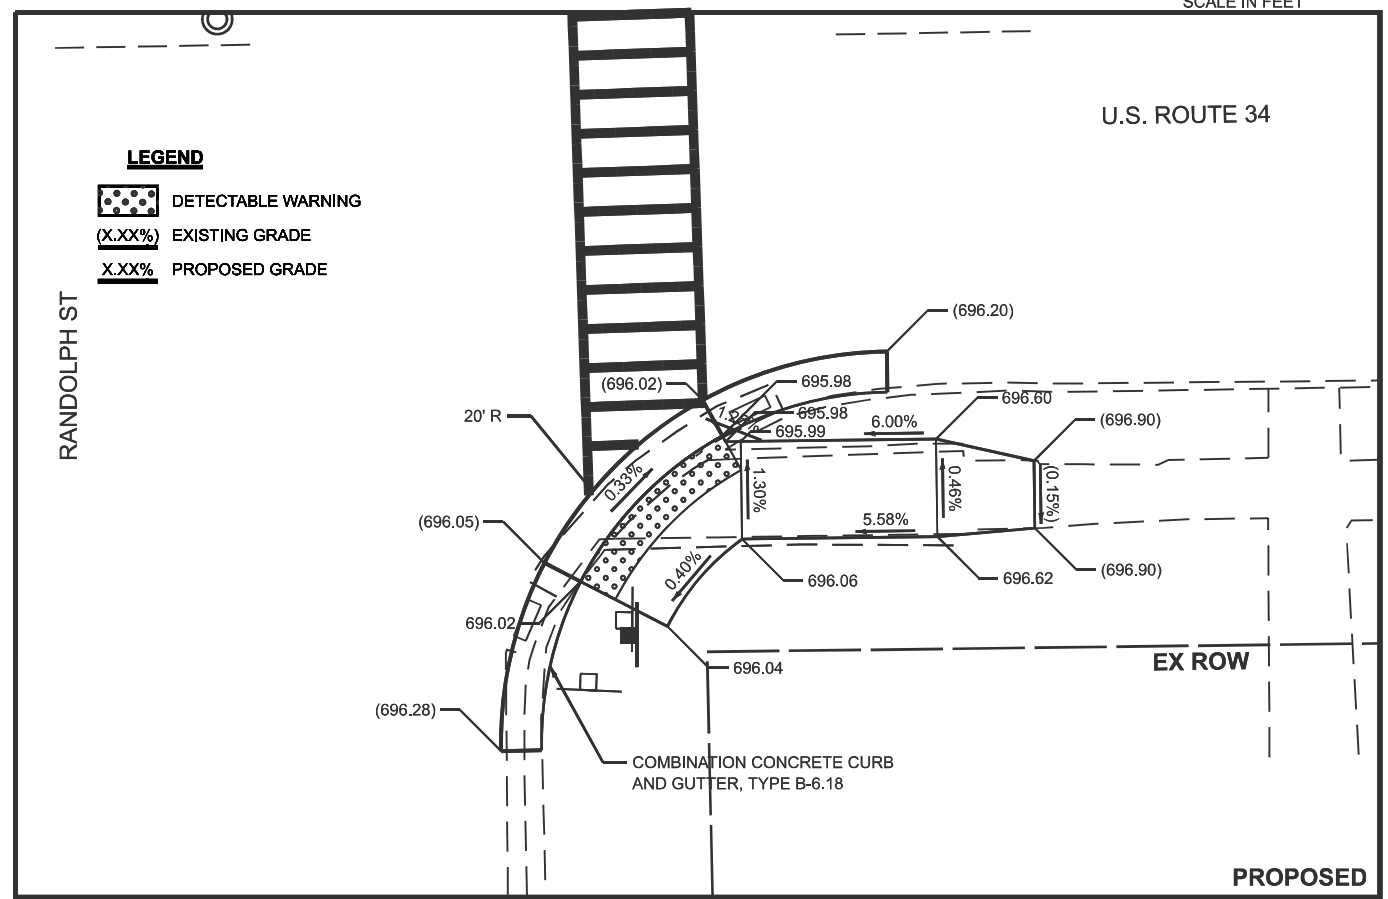 SCALE IN FEET
U.S. ROUTE 34
LEGEND
DETECTABLE WARNING
(X.XX%) EXISTING GRADE
X.XX% PROPOSED GRADE
RANDOLPH ST
(696.20)
(696.02)
695.98
20' R
695.98
695.99
6.00%
696.60
(696.90)
0.33%
1.30%
0.46%
(0.15%)
(696.05)
5.58%
0.40%
696.06
696.62
(696.90)
696.02
696.04
EX ROW
(696.28)
COMBINATION CONCRETE CURB
AND GUTTER, TYPE B-6.18
PROPOSED